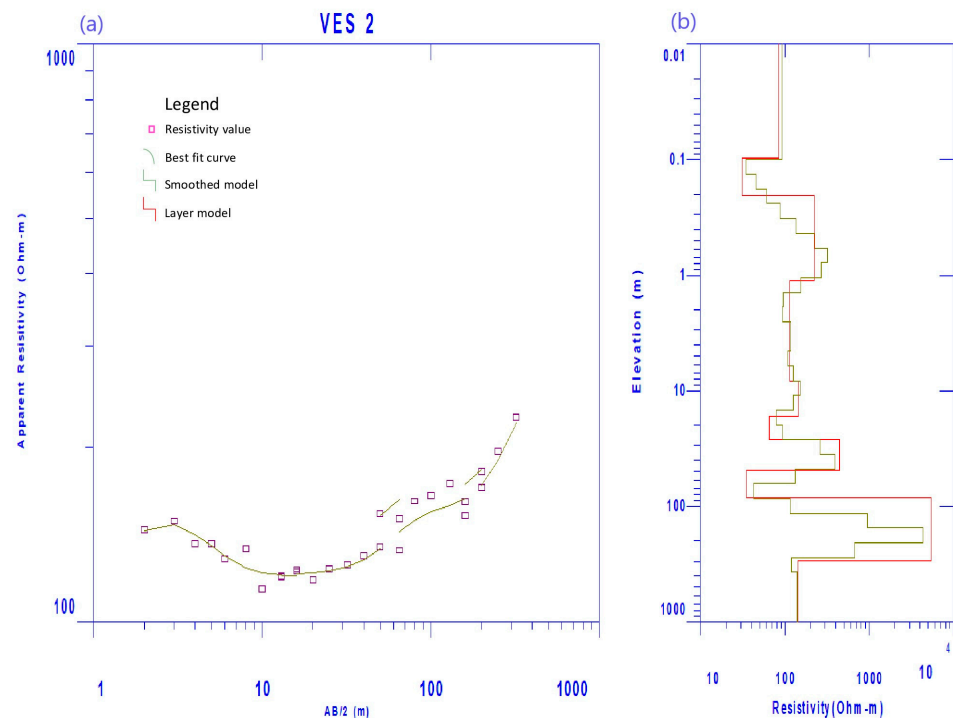 (a)
VES 2
(b)
1000
100
Apparent Resisitivity (Ohm-m)
Legend
Resistivity value
Best fit curve
Smoothed model
Layer model
1
10
100
1000
AB/2 (m)
0.01
0.1
1
10
100
1000
Elevation (m)
10
100
1000
10 4
Resistivity(Ohm-m)